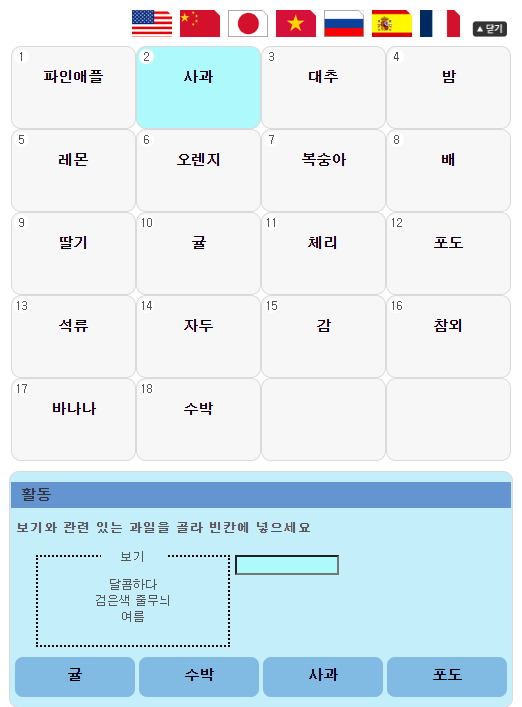 ▲ 닫기
1 파인애플
2 사과
3 대추
4 밤
5 레몬
6 오렌지
7 복숭아
8 배
9 딸기
10 귤
11 체리
12 포도
13 석류
14 자두
15 감
16 참외
17 바나나
18 수박
활동
보기와 관련 있는 과일을 골라 빈칸에 넣으세요
보기
달콤하다
검은색 줄무늬
여름
귤
수박
사과
포도